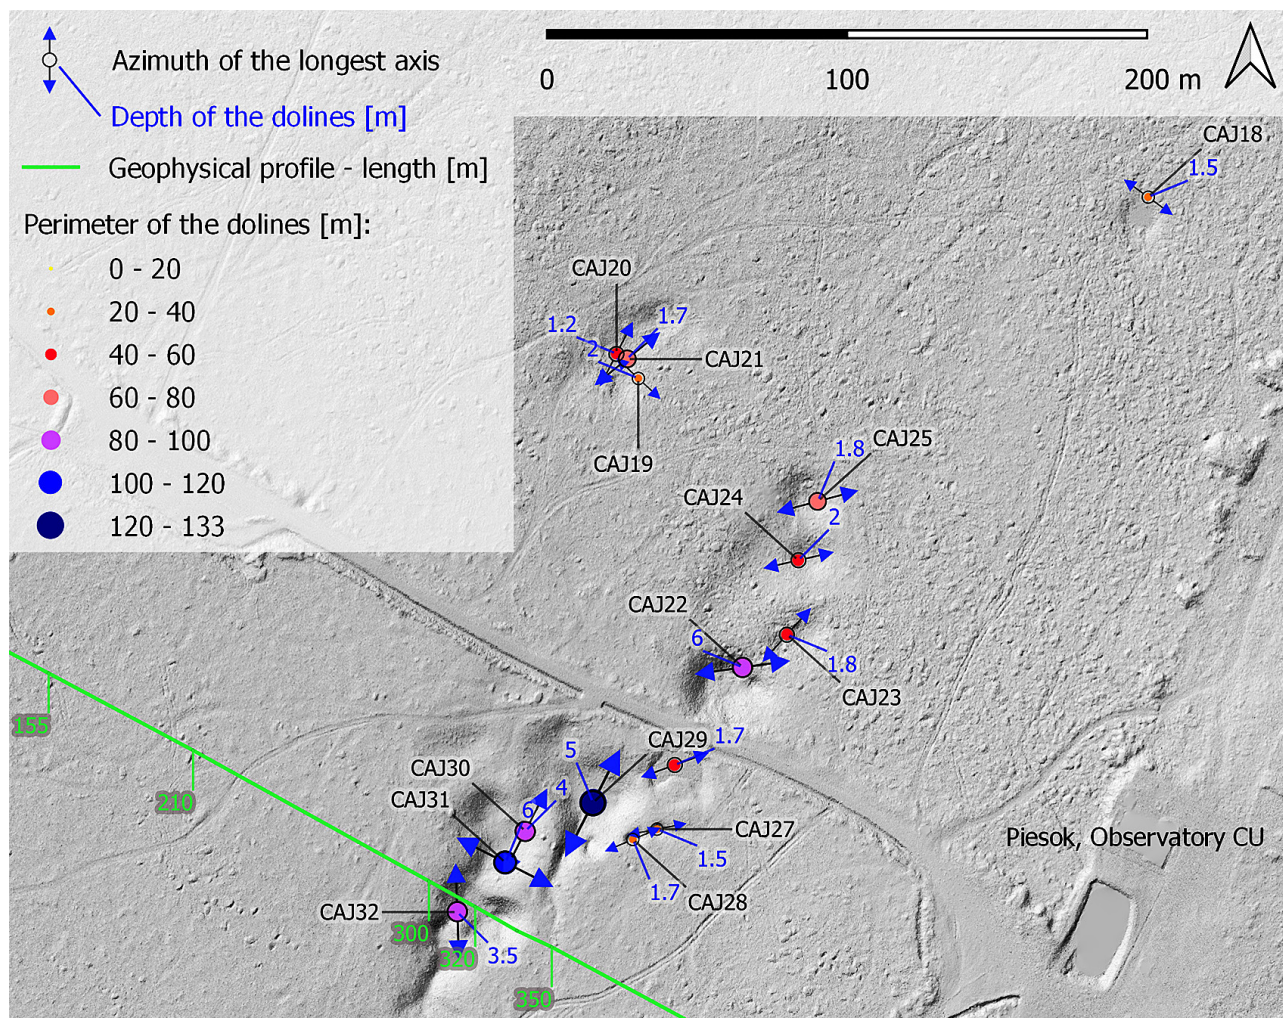 Azimuth of the longest axis
Depth of the dolines [m]
Geophysical profile - length [m]
Perimeter of the dolines [m]:
0 - 20
20 - 40
40 - 60
60 - 80
80 - 100
100 - 120
120 - 133
0
100
200 m
CAJ18
1.5
CAJ20
1.2
1.7
2
CAJ21
CAJ19
CAJ25
1.8
CAJ24
2
CAJ22
6
1.8
CAJ23
155
210
CAJ29
1.7
5
CAJ30
4
CAJ31
6
CAJ27
1.5
1.7
CAJ28
Piesok, Observatory CU
CAJ32
300
320
3.5
350